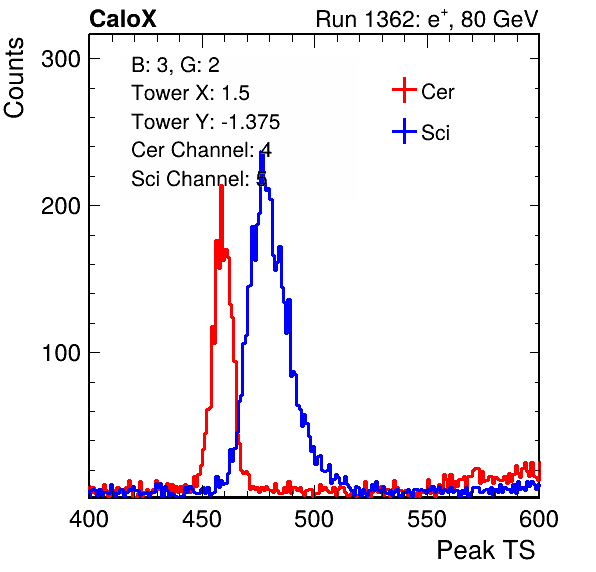 CaloX Run 1362: e⁺, 80 GeV
Counts
300
200
100
B: 3, G: 2
Tower X: 1.5
Tower Y: -1.375
Cer Channel: 4
Sci Channel: 5
Cer
Sci
400 450 500 550 600
Peak TS